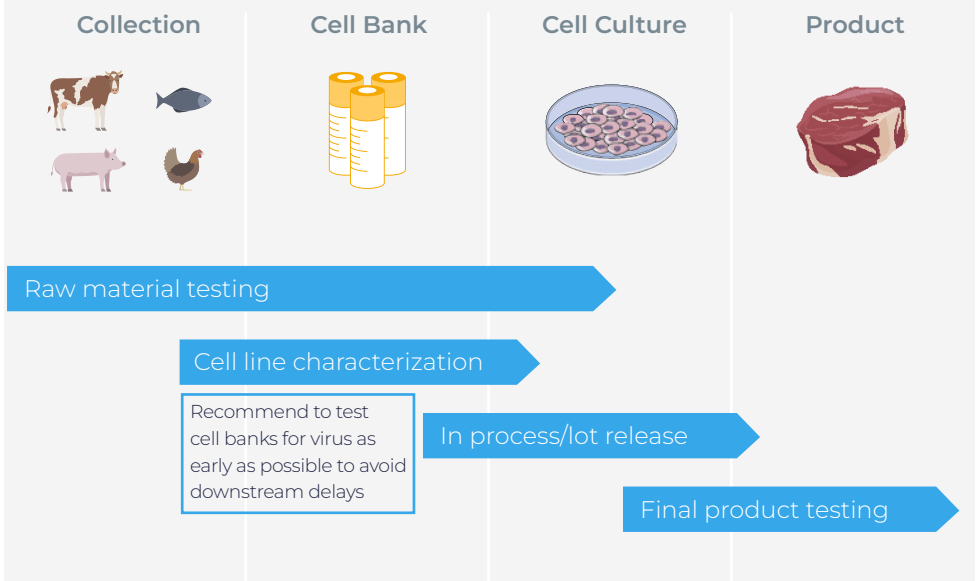 Collection
Cell Bank
Cell Culture
Product
Raw material testing
Cell line characterization
Recommend to test
cell banks for virus as
early as possible to avoid
downstream delays
In process/lot release
Final product testing